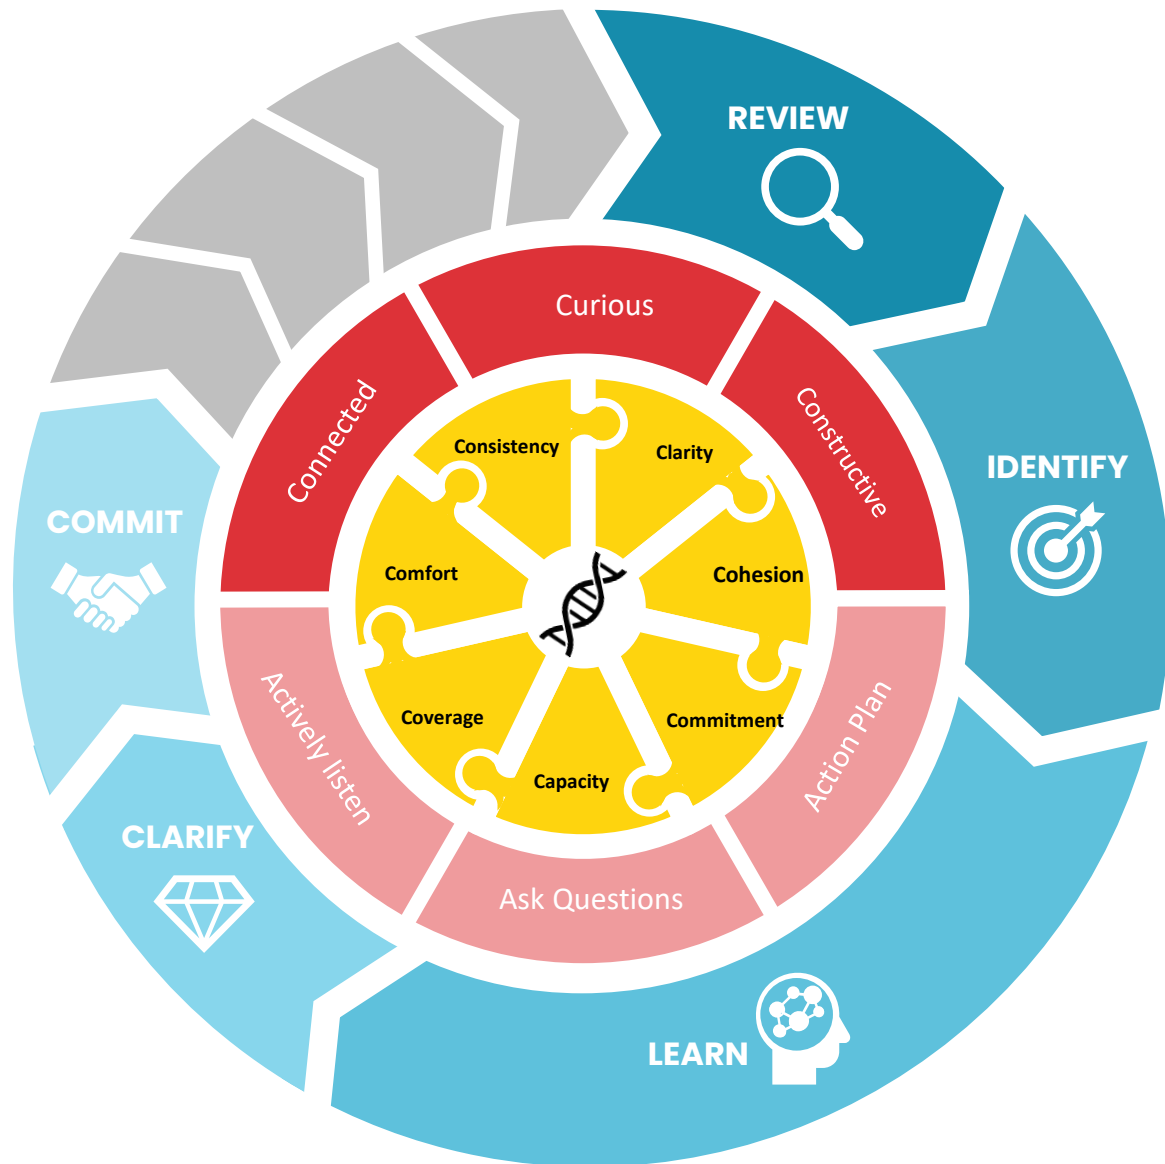 REVIEW
IDENTIFY
LEARN
CLARIFY
COMMIT
Connected
Curious
Constructive
Action Plan
Ask Questions
Actively listen
Consistency
Clarity
Cohesion
Commitment
Capacity
Coverage
Comfort